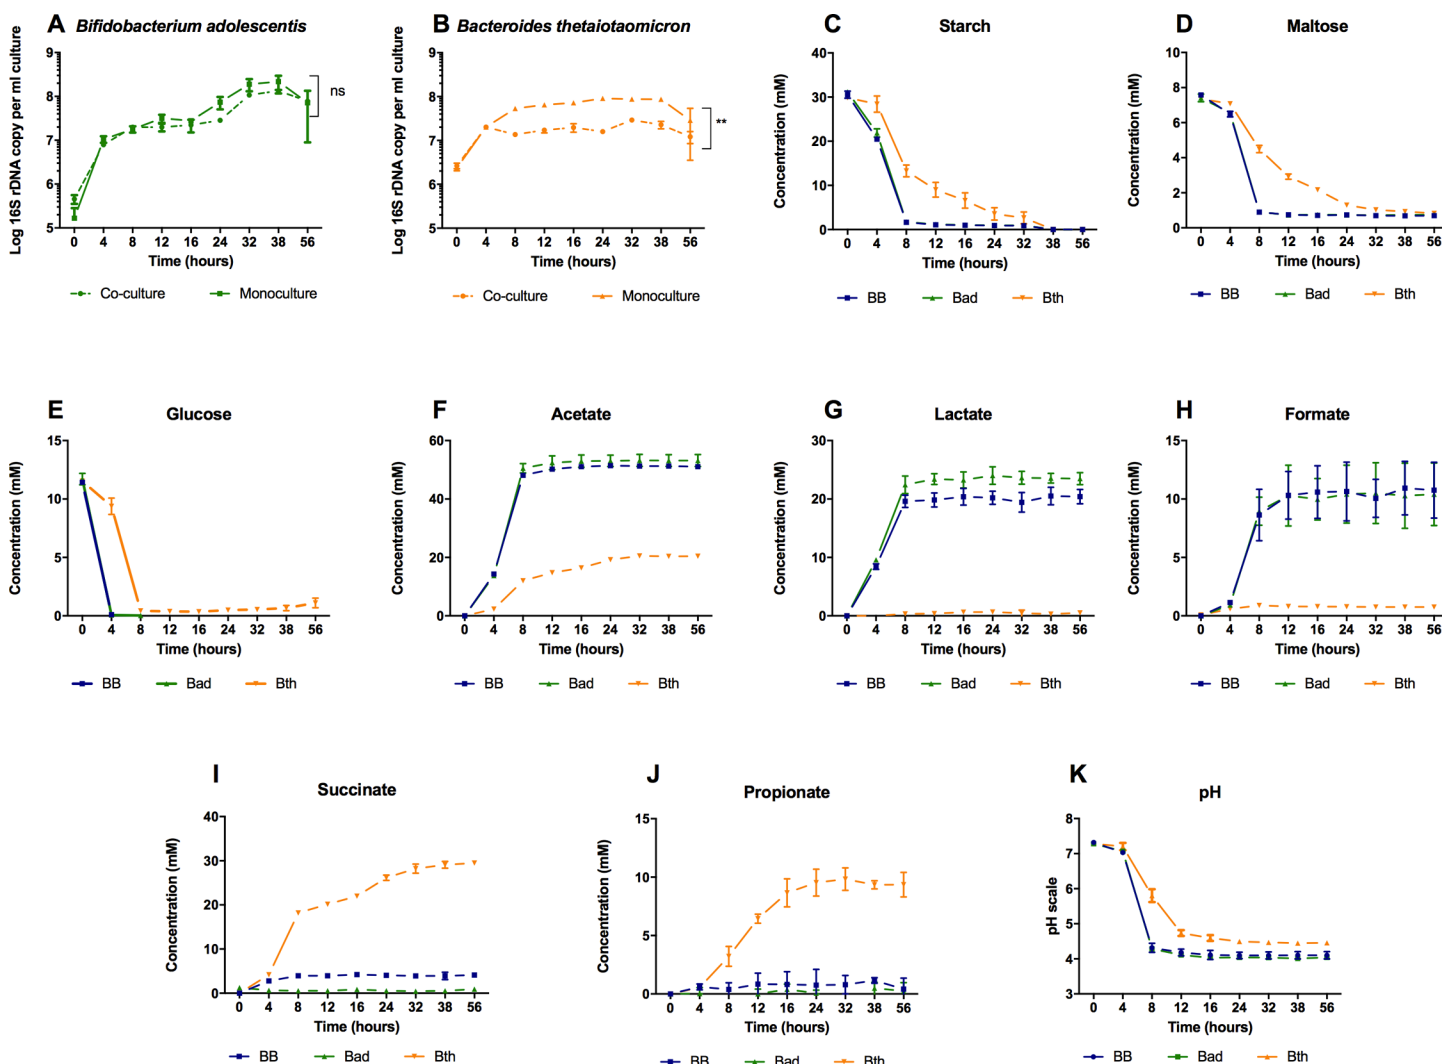 A Bifidobacterium adolescentis
Log 16S rDNA copy per ml culture
9
8
7
6
5
ns
0 4 8 12 16 24 32 38 56
Time (hours)
Co-culture Monoculture
B Bacteroides thetaiotaomicron
Log 16S rDNA copy per ml culture
9
8
7
6
5
**
0 4 8 12 16 24 32 38 56
Time (hours)
Co-culture Monoculture
C Starch
Concentration (mM)
40
30
20
10
0
0 4 8 12 16 24 32 38 56
Time (hours)
BB Bad Bth
D Maltose
Concentration (mM)
10
8
6
4
2
0
0 4 8 12 16 24 32 38 56
Time (hours)
BB Bad Bth
E Glucose
Concentration (mM)
15
10
5
0
0 4 8 12 16 24 32 38 56
Time (hours)
BB Bad Bth
F Acetate
Concentration (mM)
60
40
20
0
0 4 8 12 16 24 32 38 56
Time (hours)
BB Bad Bth
G Lactate
Concentration (mM)
30
20
10
0
0 4 8 12 16 24 32 38 56
Time (hours)
BB Bad Bth
H Formate
Concentration (mM)
15
10
5
0
0 4 8 12 16 24 32 38 56
Time (hours)
BB Bad Bth
I Succinate
Concentration (mM)
40
30
20
10
0
0 4 8 12 16 24 32 38 56
Time (hours)
BB Bad Bth
J Propionate
Concentration (mM)
15
10
5
0
0 4 8 12 16 24 32 38 56
Time (hours)
BB Bad Bth
K pH
pH scale
8
7
6
5
4
3
0 4 8 12 16 24 32 38 56
Time (hours)
BB Bad Bth